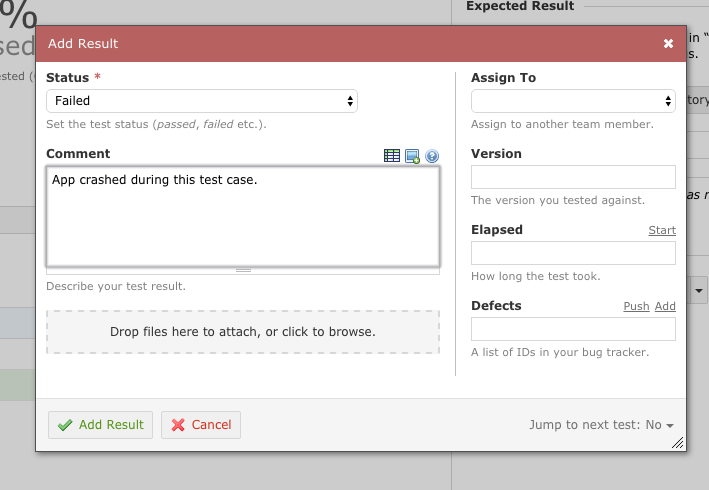 %
sed
ested (
Expected Result
in “
s.
tory
as r
Add Result
Status *
Failed
Set the test status (passed, failed etc.).
Comment
App crashed during this test case.
Describe your test result.
Drop files here to attach, or click to browse.
Assign To
Assign to another team member.
Version
The version you tested against.
Elapsed Start
How long the test took.
Defects Push Add
A list of IDs in your bug tracker.
Add Result Cancel Jump to next test: No